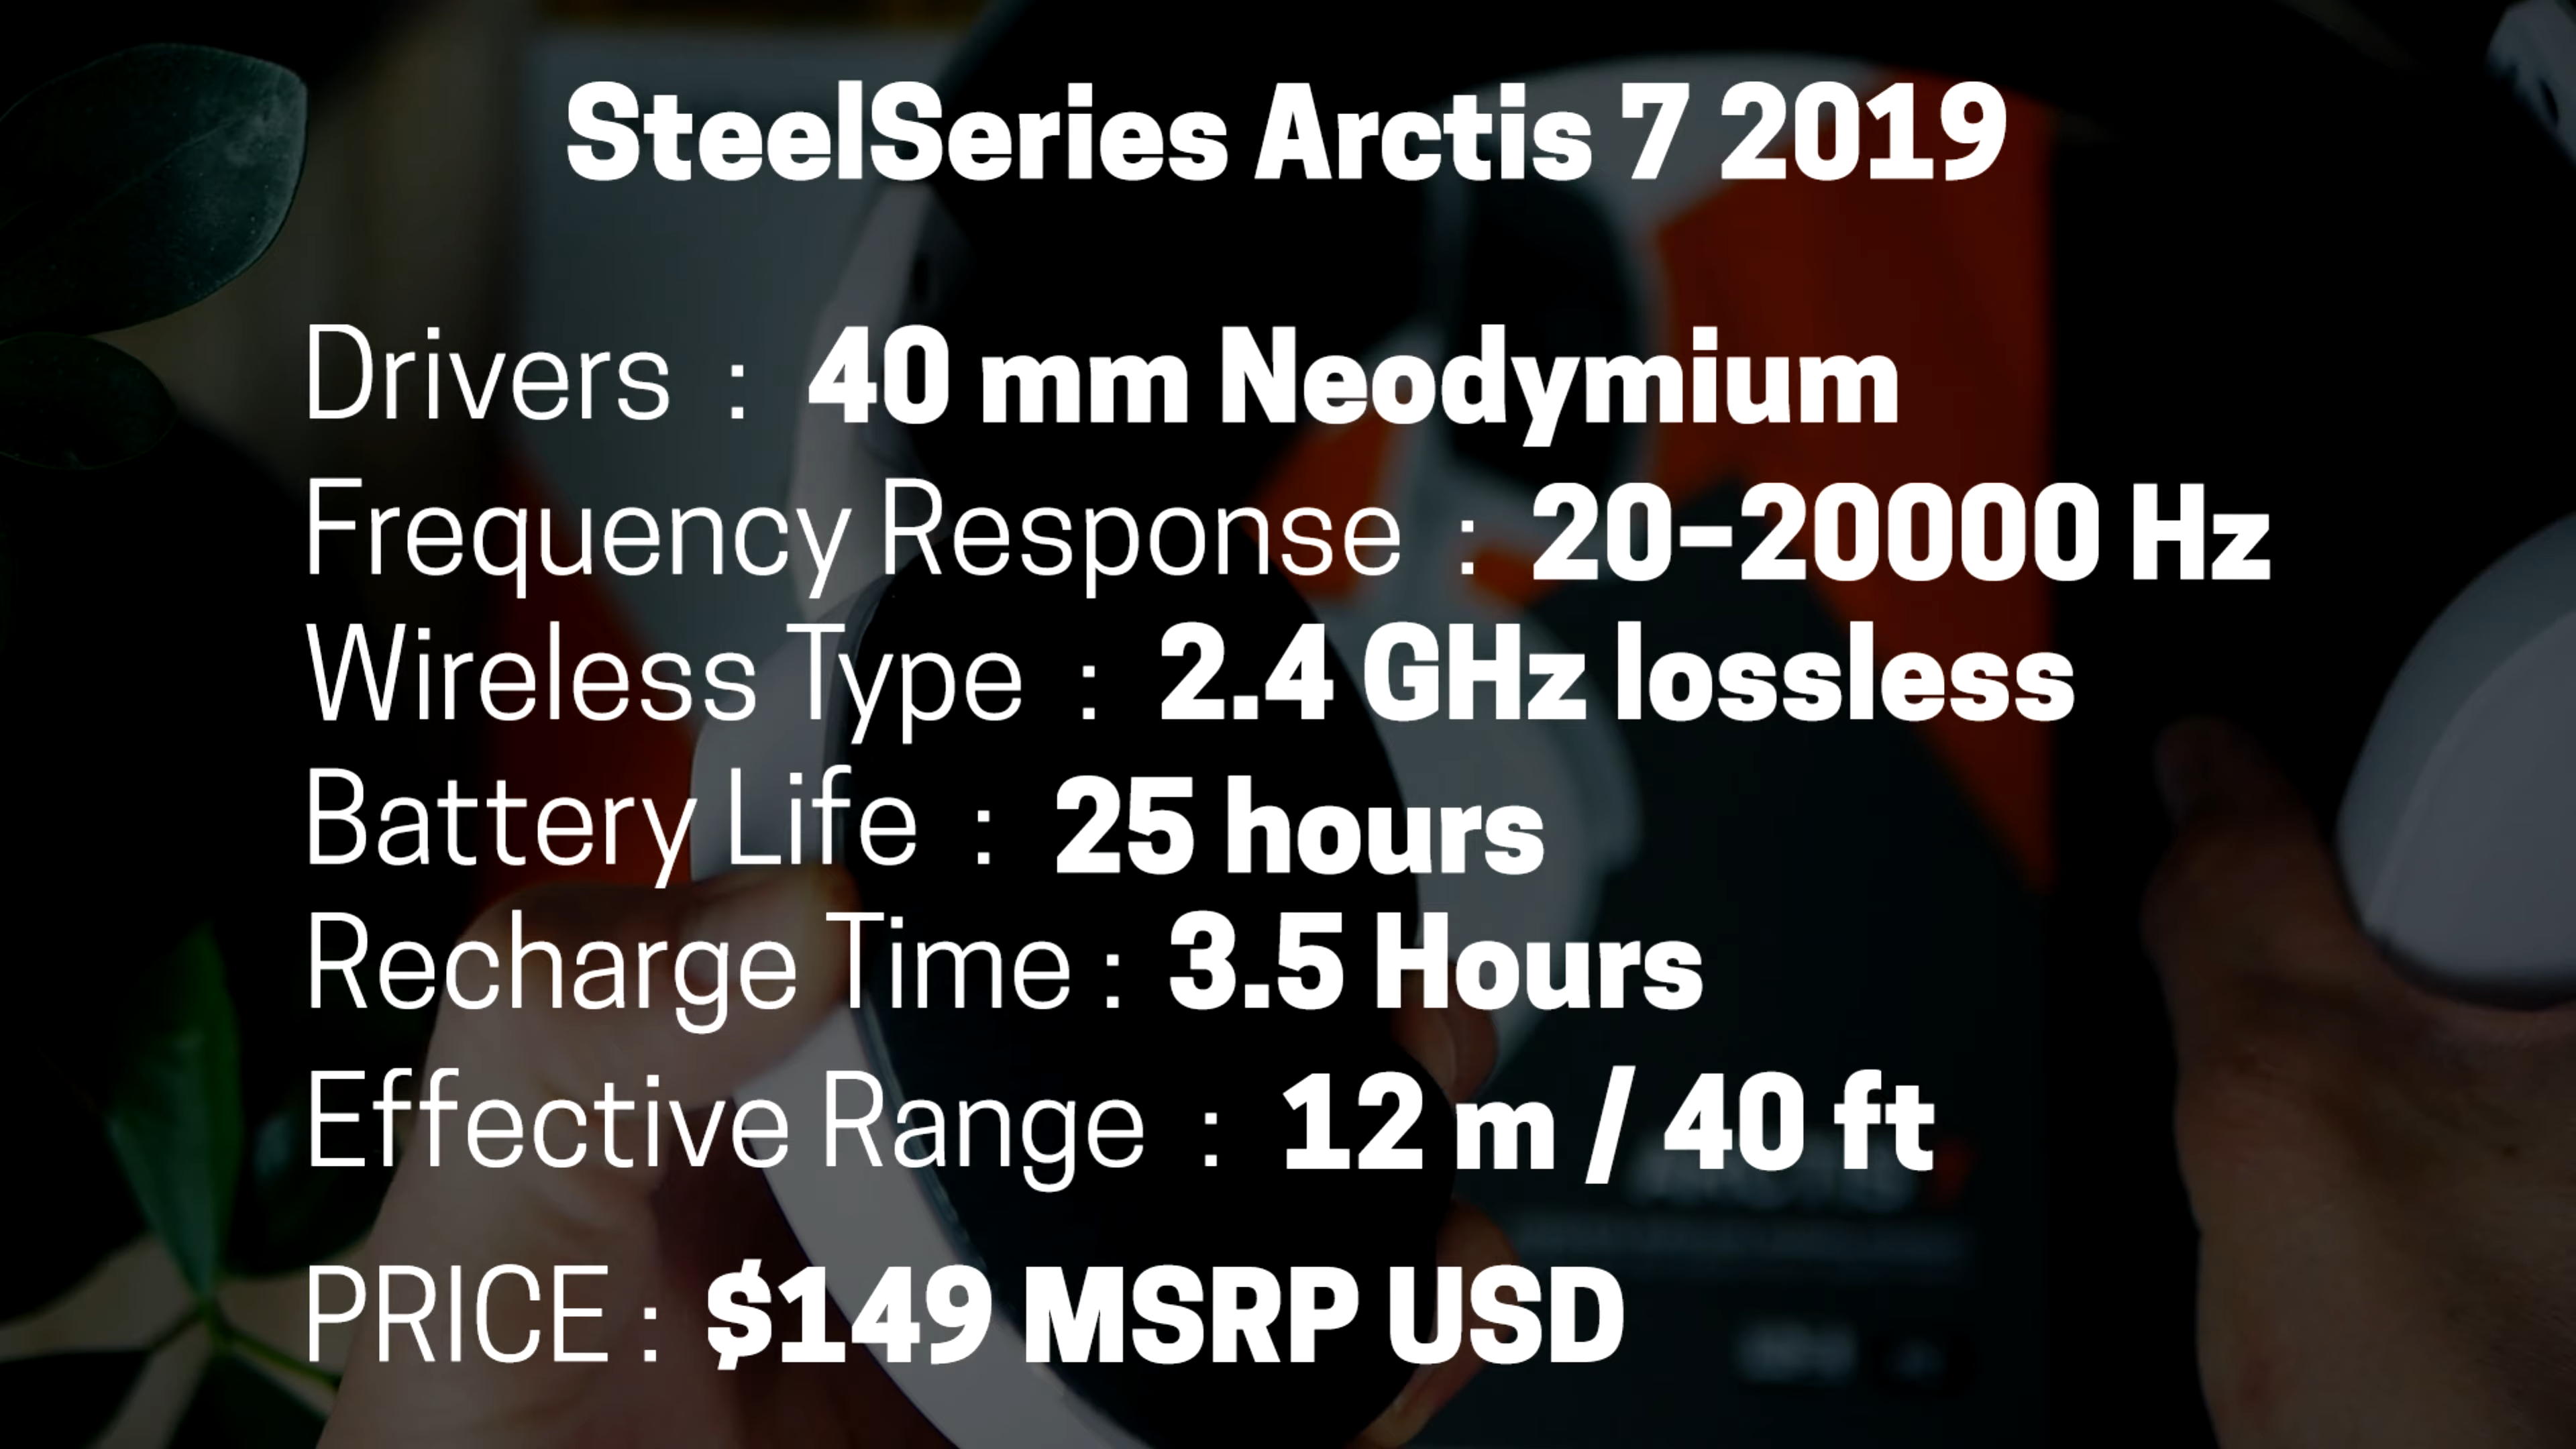 SteelSeries Arctis 7 2019
Drivers : 40 mm Neodymium
Frequency Response : 20-20000 Hz
Wireless Type : 2.4 GHz lossless
Battery Life : 25 hours
Recharge Time : 3.5 Hours
Effective Range : 12 m / 40 ft
PRICE : $149 MSRP USD